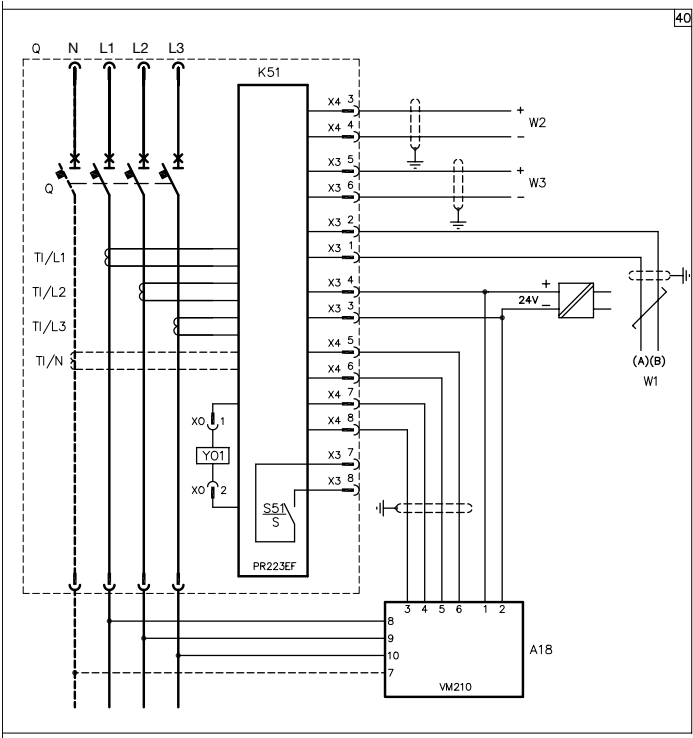 40
Q N L1 L2 L3
K51
X4 3
+
W2
X4 4
–
X3 5
+
W3
Q
X3 6
–
X3 2
X3 1
TI/L1
X3 4
+
TI/L2
24V –
X3 3
TI/L3
X4 5
TI/N
(A)(B)
X4 6
W1
X4 7
X0 1
X4 8
Y01
X3 7
X0 2
X3 8
S51
S
PR223EF
3 4 5 6 1 2
8
9
A18
10
7
VM210